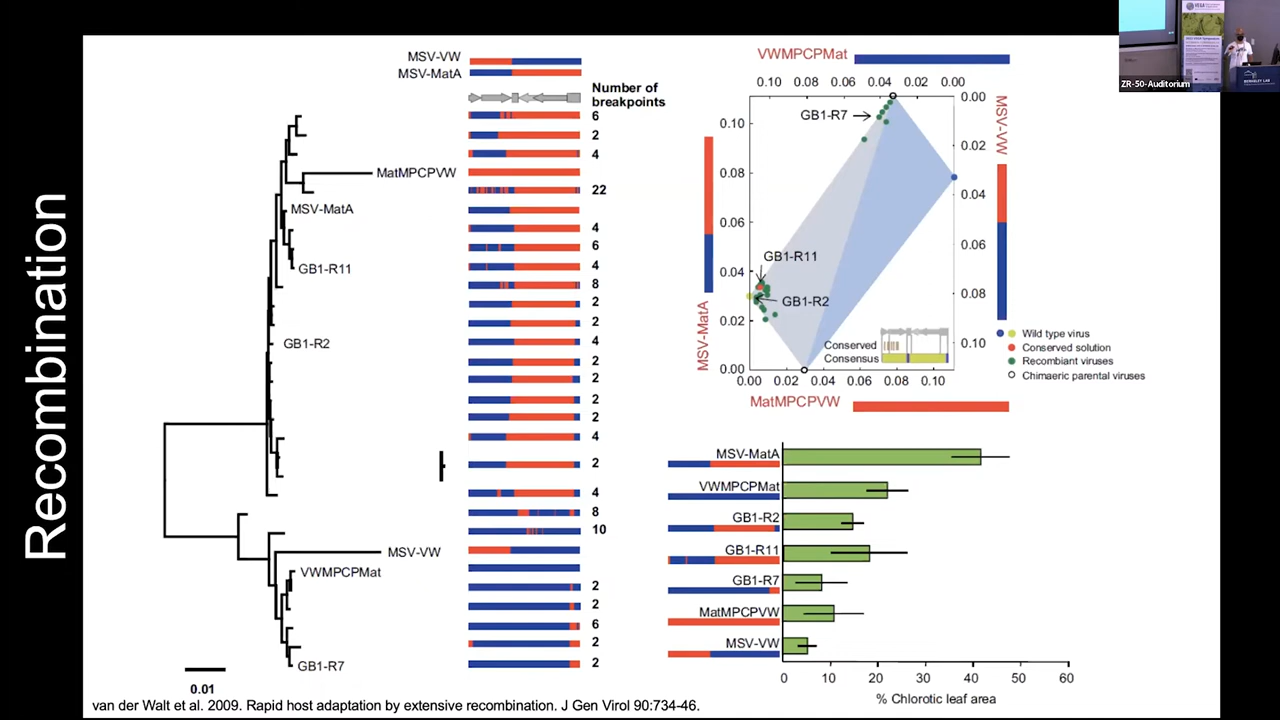 Recombination
MSV-VW
MSV-MatA
Number of
breakpoints
6
2
4
MatMPCPVW
22
MSV-MatA
4
6
GB1-R11
4
8
2
2
GB1-R2
4
2
2
2
2
4
2
4
8
10
MSV-VW
VWMPCPMat
2
2
6
2
GB1-R7
2
0.01
VWMPCPMat
0.10 0.08 0.06 0.04 0.02 0.00
MSV-VW
0.00
0.02
0.04
0.06
0.08
0.10
MSV-MatA
0.10
0.08
0.06
0.04
0.02
0.00
GB1-R7
GB1-R11
GB1-R2
Conserved
Consensus
0.00 0.02 0.04 0.06 0.08 0.10
MatMPCPVW
Wild type virus
Conserved solution
Recombiant viruses
Chimaeric parental viruses
MSV-MatA
VWMPCPMat
GB1-R2
GB1-R11
GB1-R7
MatMPCPVW
MSV-VW
0 10 20 30 40 50 60
% Chlorotic leaf area
van der Walt et al. 2009. Rapid host adaptation by extensive recombination. J Gen Virol 90:734-46.
ZR-50-Auditorium
BERKELEY LAB